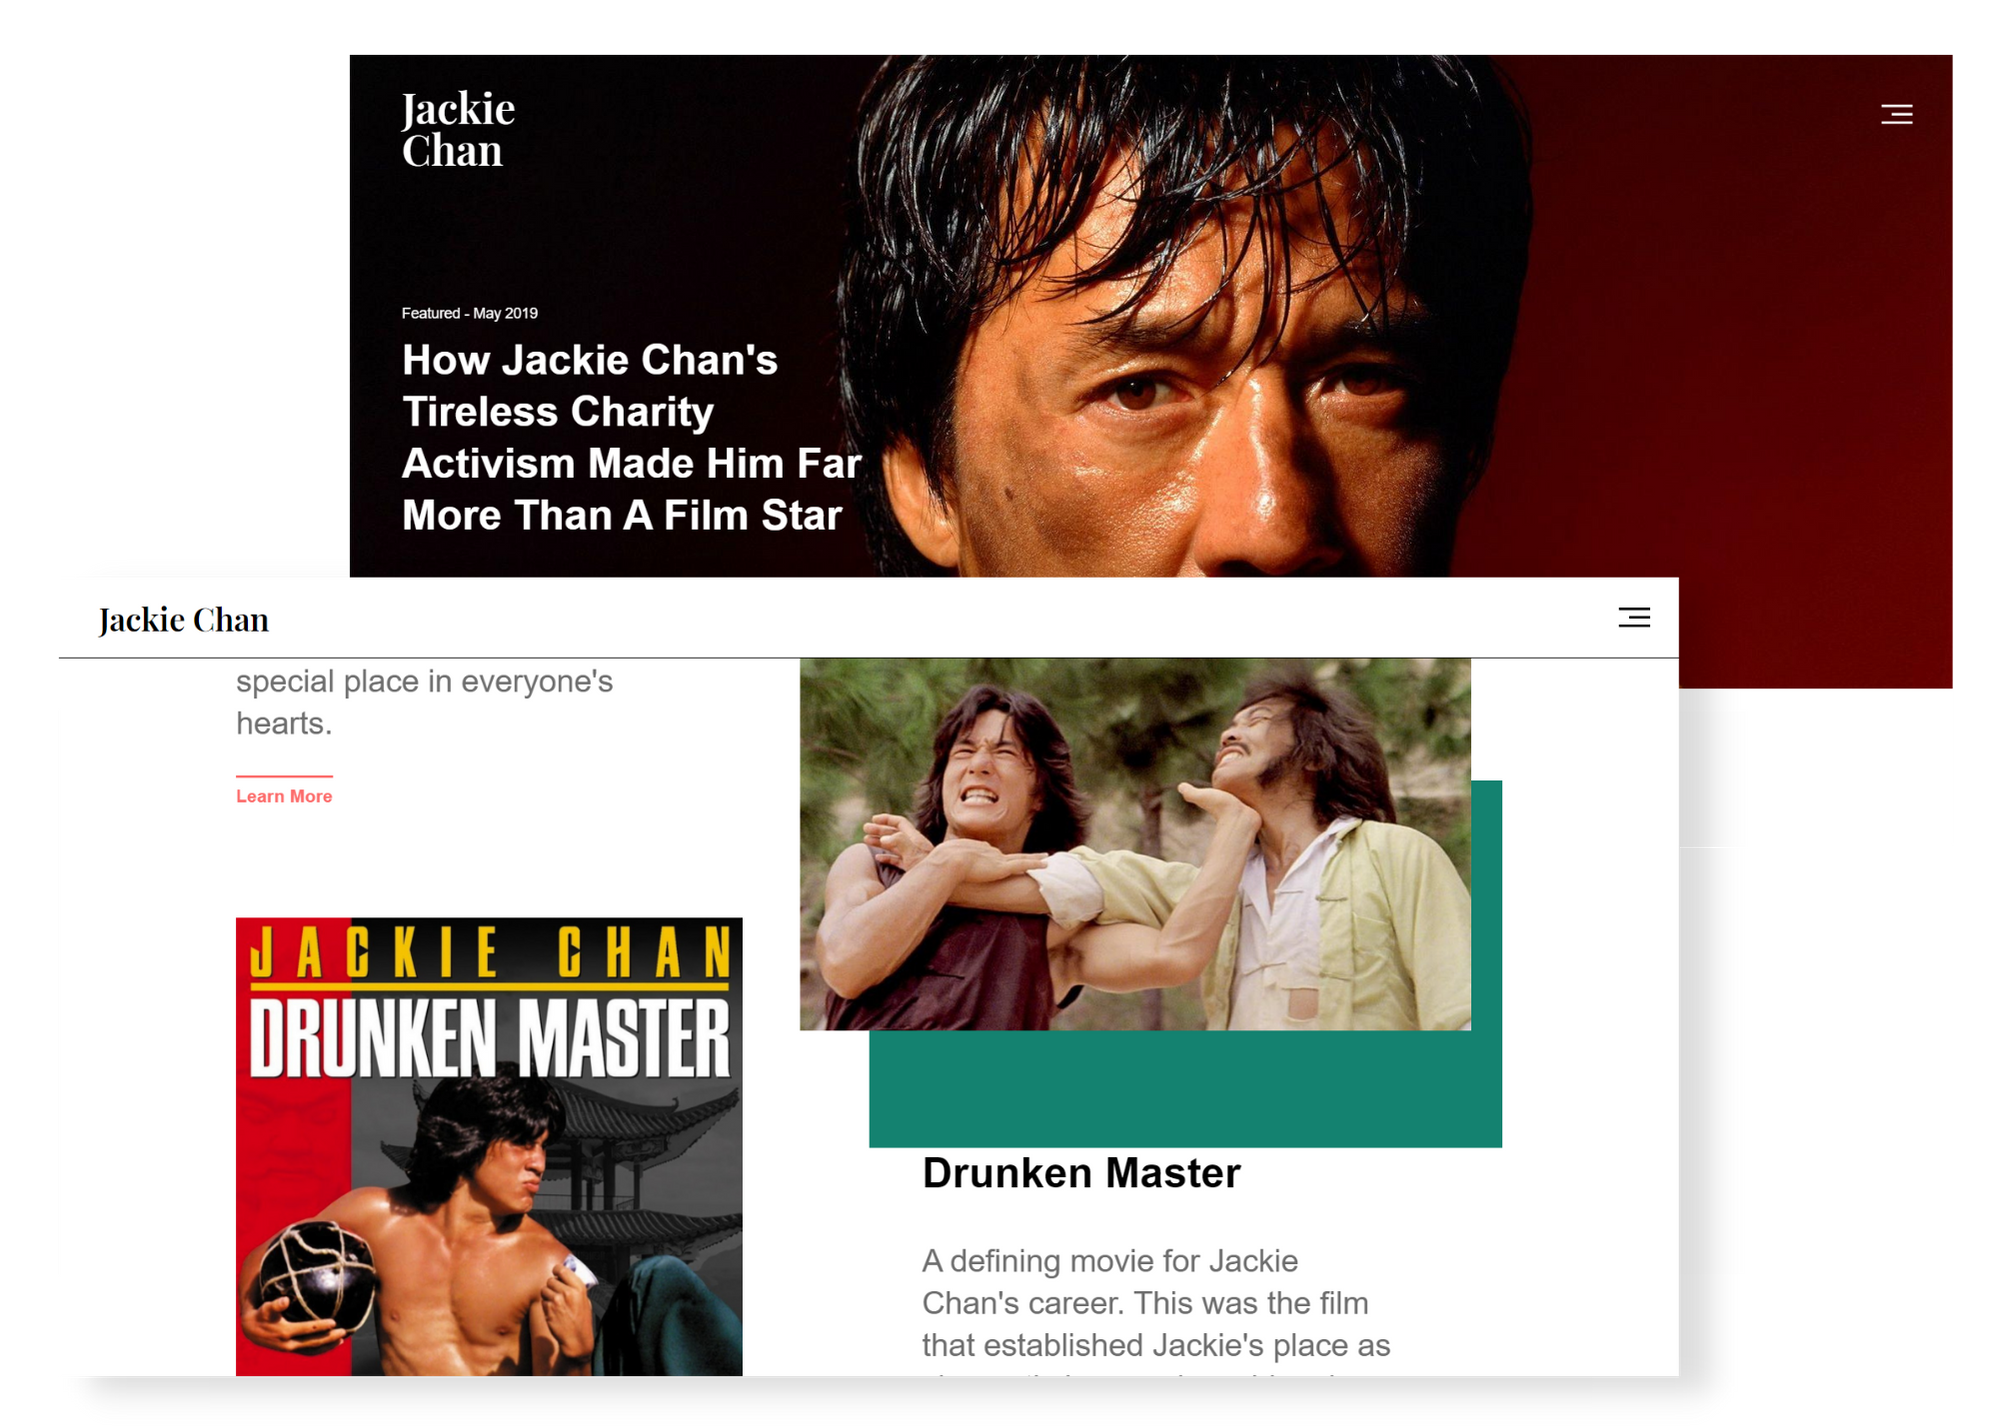 Jackie
Chan
Featured - May 2019
How Jackie Chan's
Tireless Charity
Activism Made Him Far
More Than A Film Star
Jackie Chan
special place in everyone's
hearts.
Learn More
JACKIE CHAN
DRUNKEN MASTER
Drunken Master
A defining movie for Jackie
Chan's career. This was the film
that established Jackie's place as